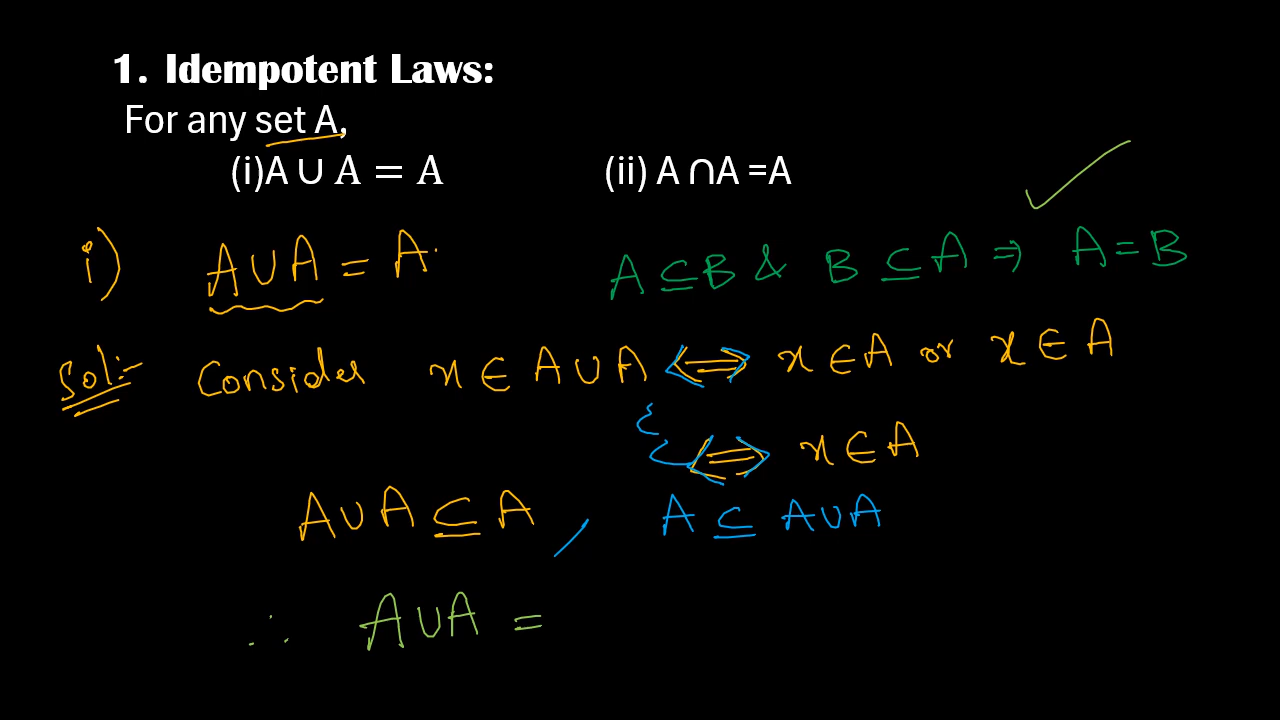 1. Idempotent Laws:
For any set A,
(i)A ∪ A = A (ii) A ∩A =A
i) A∪A = A. A ⊆ B & B ⊆ A ⇒ A = B
Sol:- Consider x ∈ A ∪ A ⟺ x ∈ A or x ∈ A
⟺ x ∈ A
A∪A ⊆ A , A ⊆ A∪A
∴ A∪A =